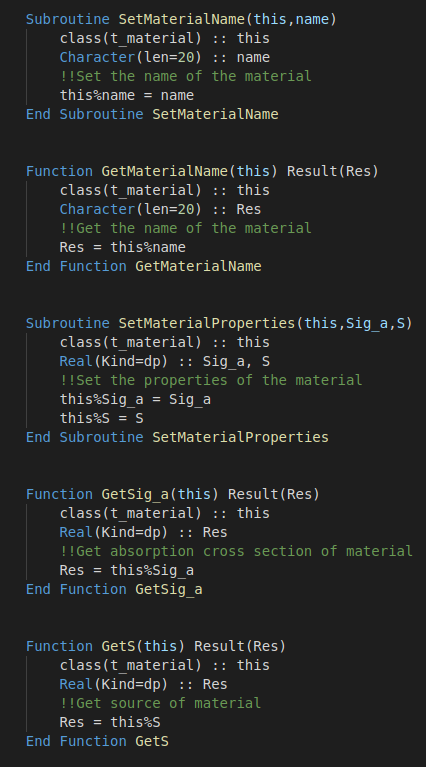 Subroutine SetMaterialName(this,name)
class(t_material) :: this
Character(len=20) :: name
!!Set the name of the material
this%name = name
End Subroutine SetMaterialName
Function GetMaterialName(this) Result(Res)
class(t_material) :: this
Character(len=20) :: Res
!!Get the name of the material
Res = this%name
End Function GetMaterialName
Subroutine SetMaterialProperties(this,Sig_a,S)
class(t_material) :: this
Real(Kind=dp) :: Sig_a, S
!!Set the properties of the material
this%Sig_a = Sig_a
this%S = S
End Subroutine SetMaterialProperties
Function GetSig_a(this) Result(Res)
class(t_material) :: this
Real(Kind=dp) :: Res
!!Get absorption cross section of material
Res = this%Sig_a
End Function GetSig_a
Function GetS(this) Result(Res)
class(t_material) :: this
Real(Kind=dp) :: Res
!!Get source of material
Res = this%S
End Function GetS